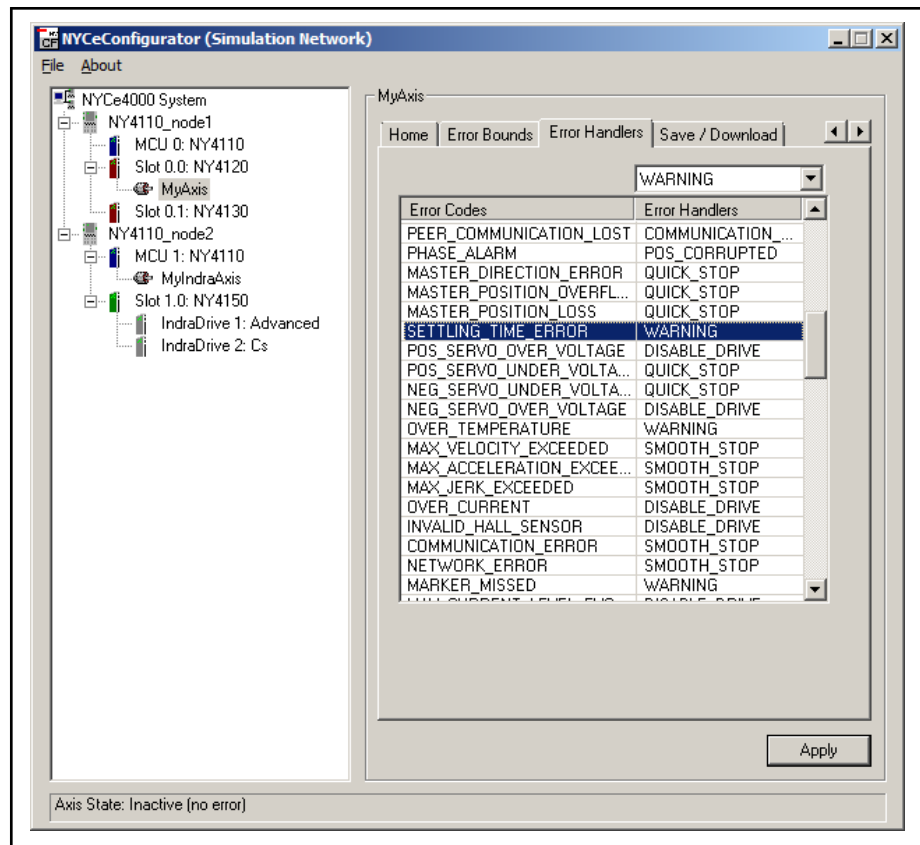 NYCeConfigurator (Simulation Network)
File About
NYCe4000 System
NY4110_node1
MCU 0: NY4110
Slot 0.0: NY4120
MyAxis
Slot 0.1: NY4130
NY4110_node2
MCU 1: NY4110
MyIndraAxis
Slot 1.0: NY4150
IndraDrive 1: Advanced
IndraDrive 2: Cs
MyAxis
Home Error Bounds Error Handlers Save / Download
WARNING
Error Codes Error Handlers
PEER_COMMUNICATION_LOST COMMUNICATION_...
PHASE_ALARM POS_CORRUPTED
MASTER_DIRECTION_ERROR QUICK_STOP
MASTER_POSITION_OVERFL... QUICK_STOP
MASTER_POSITION_LOSS QUICK_STOP
SETTLING_TIME_ERROR WARNING
POS_SERVO_OVER_VOLTAGE DISABLE_DRIVE
POS_SERVO_UNDER_VOLTA... QUICK_STOP
NEG_SERVO_UNDER_VOLTA... QUICK_STOP
NEG_SERVO_OVER_VOLTAGE DISABLE_DRIVE
OVER_TEMPERATURE WARNING
MAX_VELOCITY_EXCEEDED SMOOTH_STOP
MAX_ACCELERATION_EXCEE... SMOOTH_STOP
MAX_JERK_EXCEEDED SMOOTH_STOP
OVER_CURRENT DISABLE_DRIVE
INVALID_HALL_SENSOR DISABLE_DRIVE
COMMUNICATION_ERROR SMOOTH_STOP
NETWORK_ERROR SMOOTH_STOP
MARKER_MISSED WARNING
Apply
Axis State: Inactive (no error)